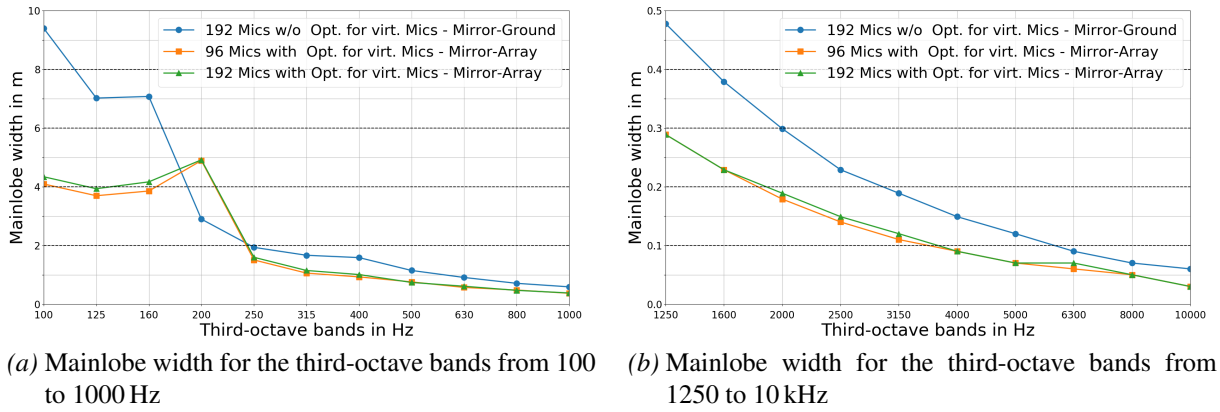 192 Mics w/o Opt. for virt. Mics - Mirror-Ground
96 Mics with Opt. for virt. Mics - Mirror-Array
192 Mics with Opt. for virt. Mics - Mirror-Array
Mainlobe width in m
10
8
6
4
2
0
100 125 160 200 250 315 400 500 630 800 1000
Third-octave bands in Hz
(a) Mainlobe width for the third-octave bands from 100
to 1000 Hz
192 Mics w/o Opt. for virt. Mics - Mirror-Ground
96 Mics with Opt. for virt. Mics - Mirror-Array
192 Mics with Opt. for virt. Mics - Mirror-Array
Mainlobe width in m
0.5
0.4
0.3
0.2
0.1
0.0
1250 1600 2000 2500 3150 4000 5000 6300 8000 10000
Third-octave bands in Hz
(b) Mainlobe width for the third-octave bands from
1250 to 10 kHz